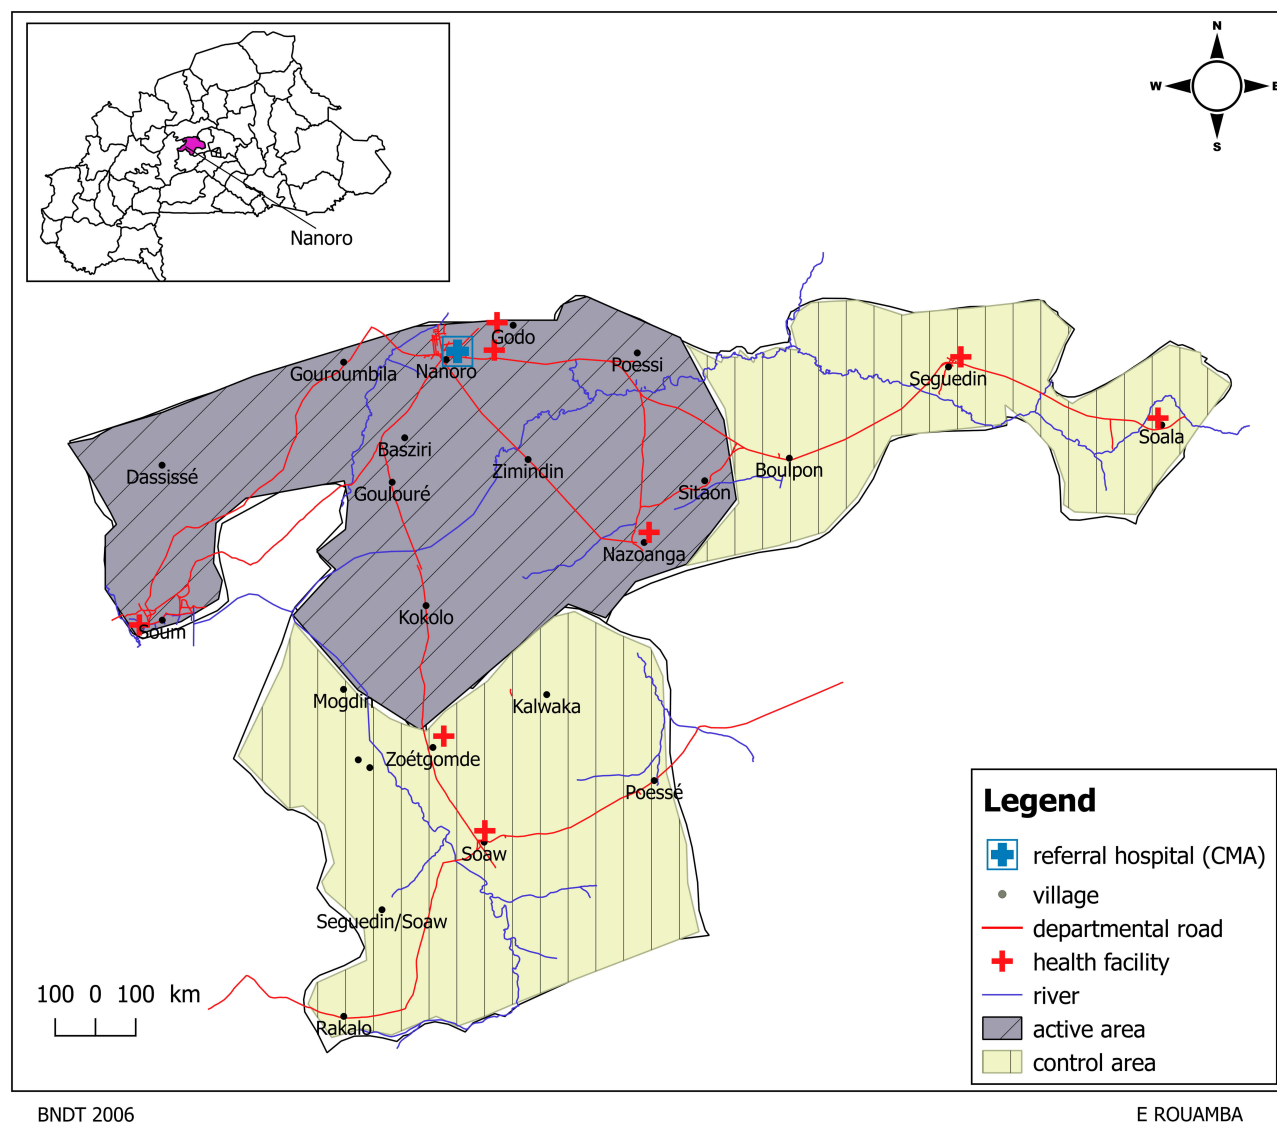 N
W
E
S
Nanoro
Godo
Poessi
Gouroumbila
Nanoro
Seguedin
Soala
Basziri
Dassissé
Zimindin
Boulpon
Goulouré
Sitaon
Nazoanga
Kokolo
Soum
Mogdin
Kalwaka
Zoétgomde
Poessé
Soaw
Seguedin/Soaw
Rakalo
100 0 100 km
Legend
referral hospital (CMA)
village
departmental road
health facility
river
active area
control area
BNDT 2006
E ROUAMBA